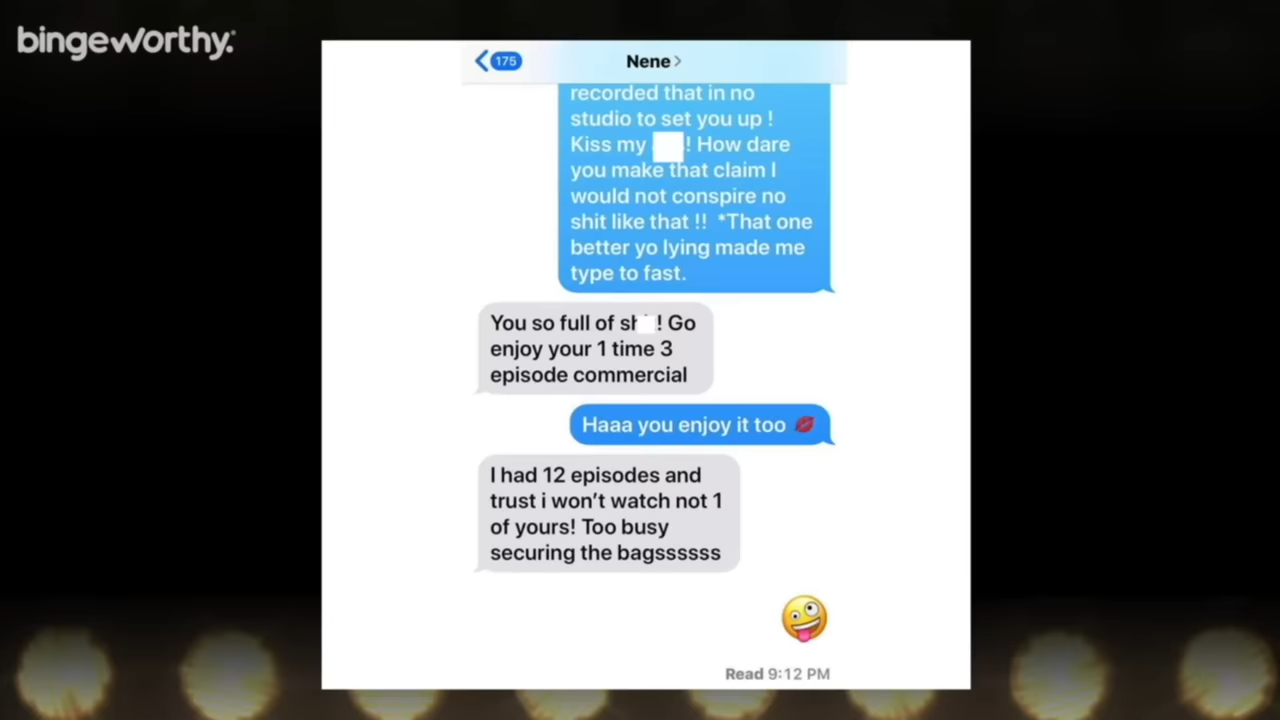 bingeworthy.
175
Nene
recorded that in no
studio to set you up !
Kiss my ! How dare
you make that claim I
would not conspire no
shit like that !! *That one
better yo lying made me
type to fast.
You so full of sh ! Go
enjoy your 1 time 3
episode commercial
Haaa you enjoy it too 💋
I had 12 episodes and
trust i won't watch not 1
of yours! Too busy
securing the bagssssss
🤪
Read 9:12 PM